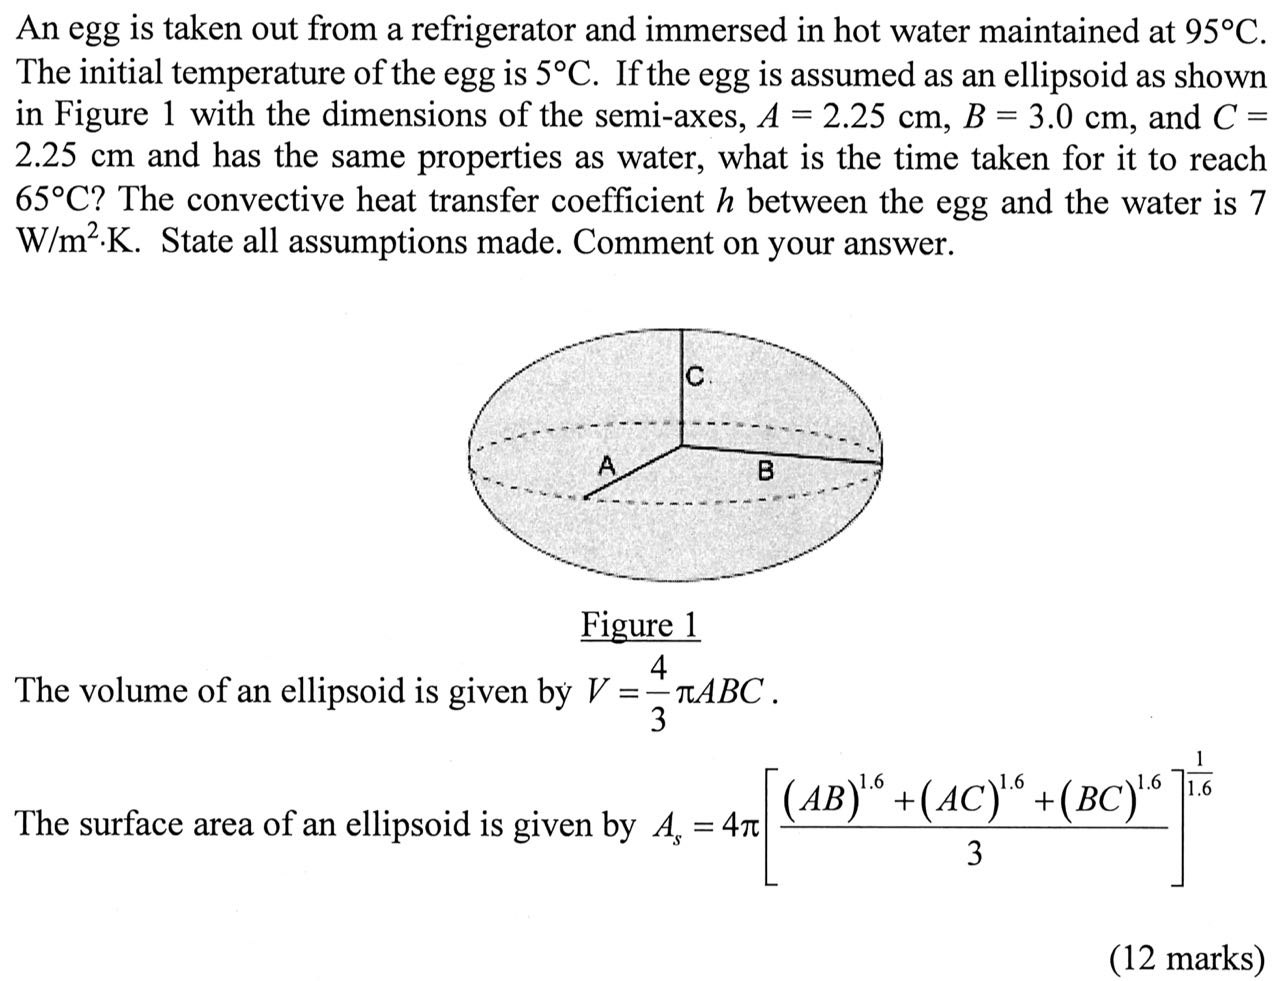 An egg is taken out from a refrigerator and immersed in hot water maintained at 95°C.
The initial temperature of the egg is 5°C. If the egg is assumed as an ellipsoid as shown
in Figure 1 with the dimensions of the semi-axes, A = 2.25 cm, B = 3.0 cm, and C =
2.25 cm and has the same properties as water, what is the time taken for it to reach
65°C? The convective heat transfer coefficient h between the egg and the water is 7
W/m²·K. State all assumptions made. Comment on your answer.
C
A
B
Figure 1
The volume of an ellipsoid is given by V = 4/3 πABC.
The surface area of an ellipsoid is given by A_s = 4π[((AB)^1.6 + (AC)^1.6 + (BC)^1.6)/3]^(1/1.6)
(12 marks)